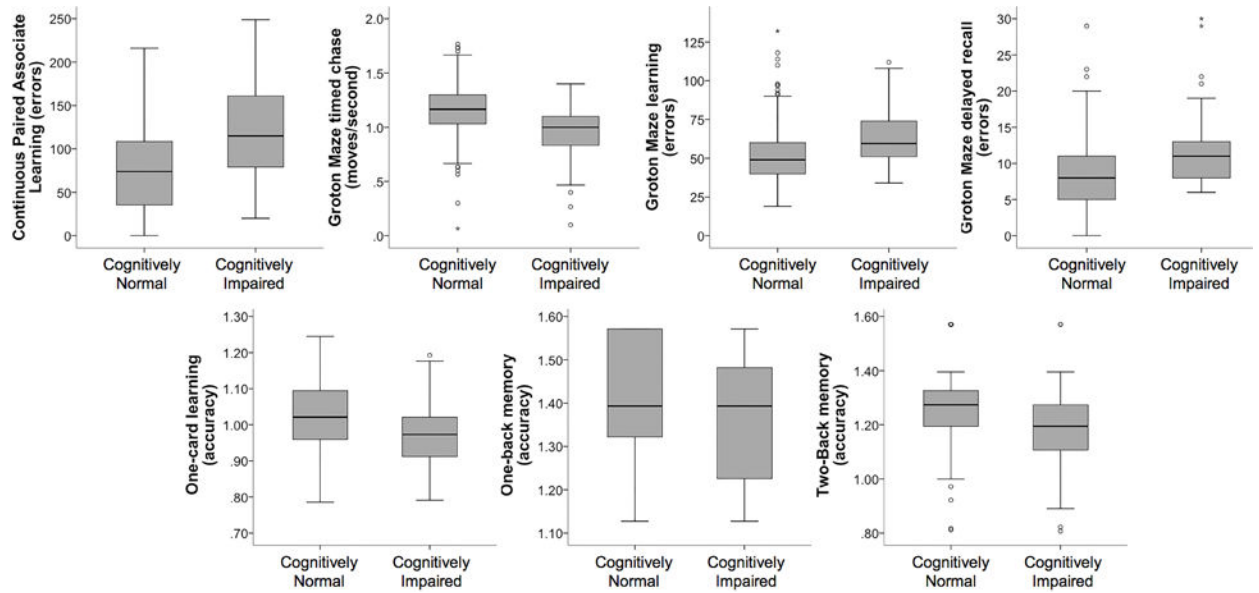 Continuous Paired Associate
Learning (errors)
250
200
150
100
50
0
Cognitively
Normal
Cognitively
Impaired
Groton Maze timed chase
(moves/second)
2.0
1.5
1.0
.5
.0
Cognitively
Normal
Cognitively
Impaired
Groton Maze learning
(errors)
125
100
75
50
25
0
Cognitively
Normal
Cognitively
Impaired
Groton Maze delayed recall
(errors)
30
25
20
15
10
5
0
Cognitively
Normal
Cognitively
Impaired
One-card learning
(accuracy)
1.30
1.20
1.10
1.00
.90
.80
.70
Cognitively
Normal
Cognitively
Impaired
One-back memory
(accuracy)
1.60
1.50
1.40
1.30
1.20
1.10
Cognitively
Normal
Cognitively
Impaired
Two-Back memory
(accuracy)
1.60
1.40
1.20
1.00
.80
Cognitively
Normal
Cognitively
Impaired